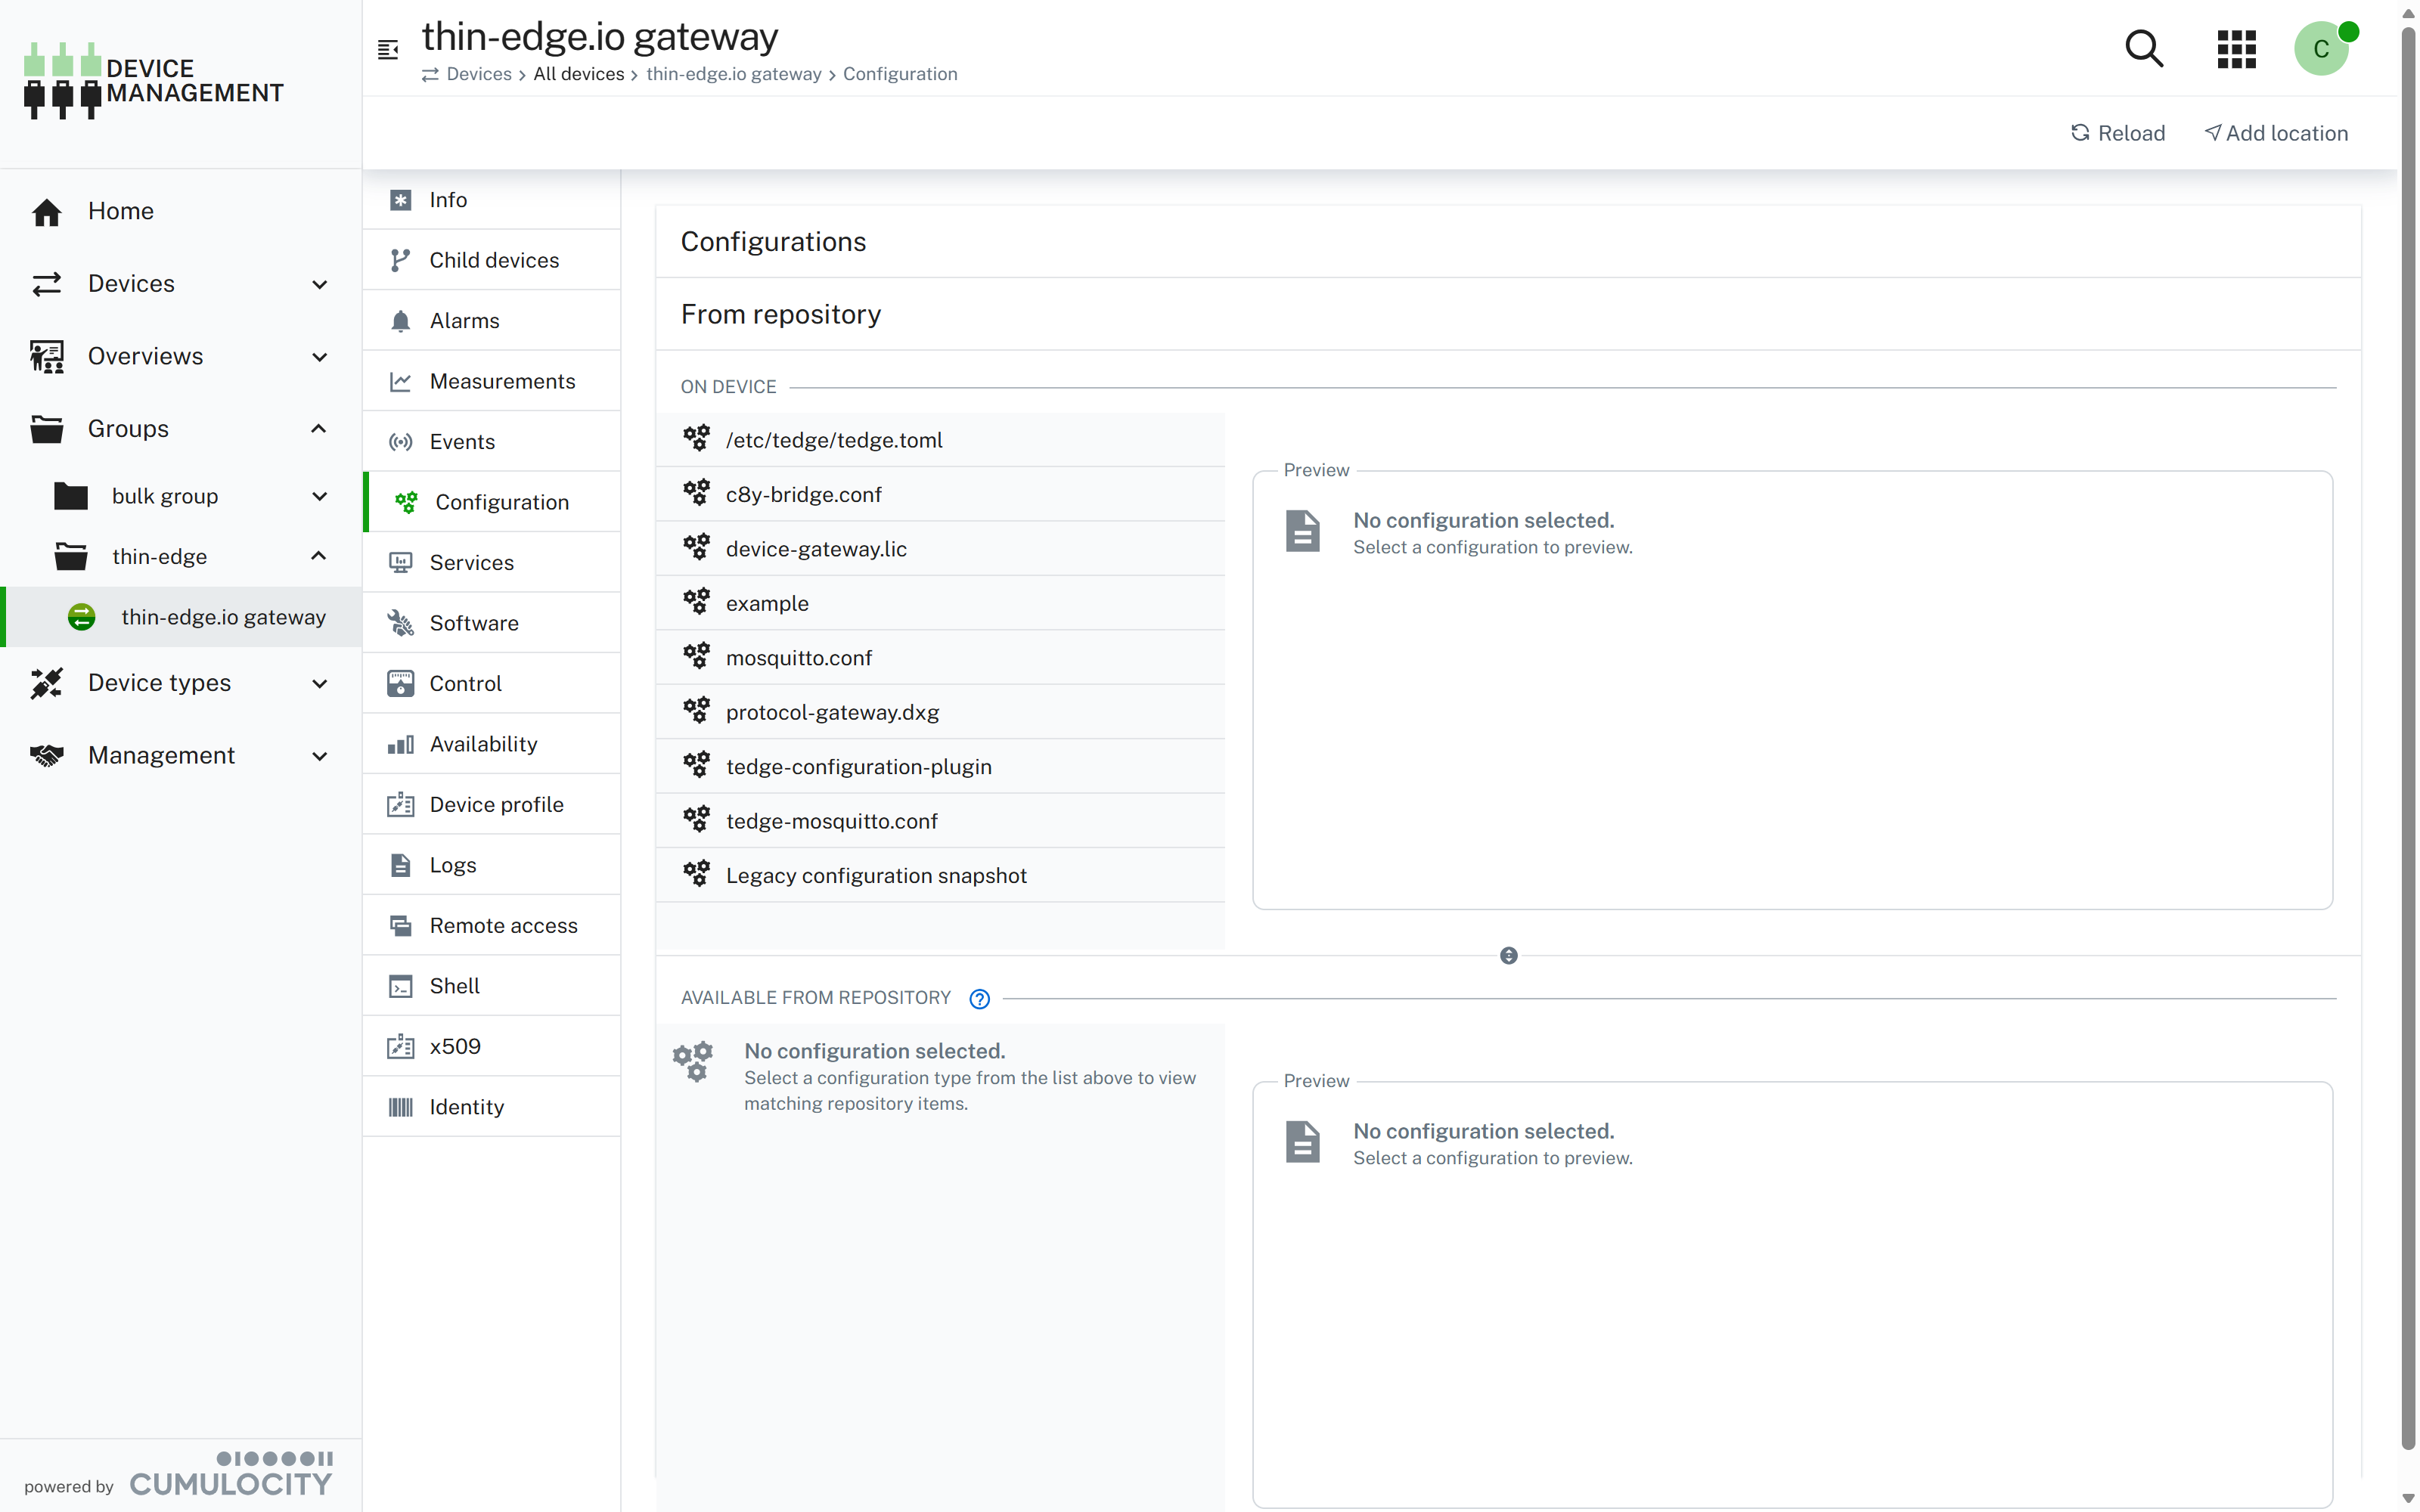 DEVICE
MANAGEMENT
thin-edge.io gateway
Devices > All devices > thin-edge.io gateway > Configuration
C
Reload
Add location
Home
Devices
Overviews
Groups
bulk group
thin-edge
thin-edge.io gateway
Device types
Management
powered by CUMULOCITY
Info
Child devices
Alarms
Measurements
Events
Configuration
Services
Software
Control
Availability
Device profile
Logs
Remote access
Shell
x509
Identity
Configurations
From repository
ON DEVICE
/etc/tedge/tedge.toml
c8y-bridge.conf
device-gateway.lic
example
mosquitto.conf
protocol-gateway.dxg
tedge-configuration-plugin
tedge-mosquitto.conf
Legacy configuration snapshot
Preview
No configuration selected.
Select a configuration to preview.
AVAILABLE FROM REPOSITORY
No configuration selected.
Select a configuration type from the list above to view
matching repository items.
Preview
No configuration selected.
Select a configuration to preview.